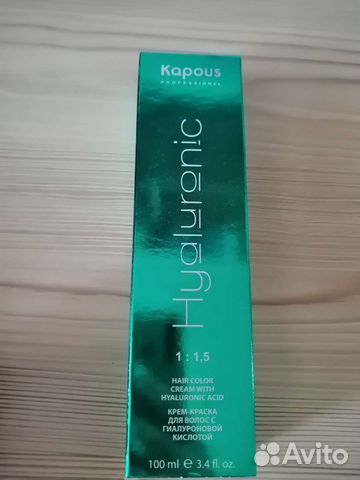 Kapous
PROFESSIONAL
Hyaluronic
1 : 1,5
HAIR COLOR
CREAM WITH
HYALURONIC ACID
КРЕМ-КРАСКА
ДЛЯ ВОЛОС С
ГИАЛУРОНОВОЙ
КИСЛОТОЙ
100 ml ℮ 3.4 fl. oz.
Avito